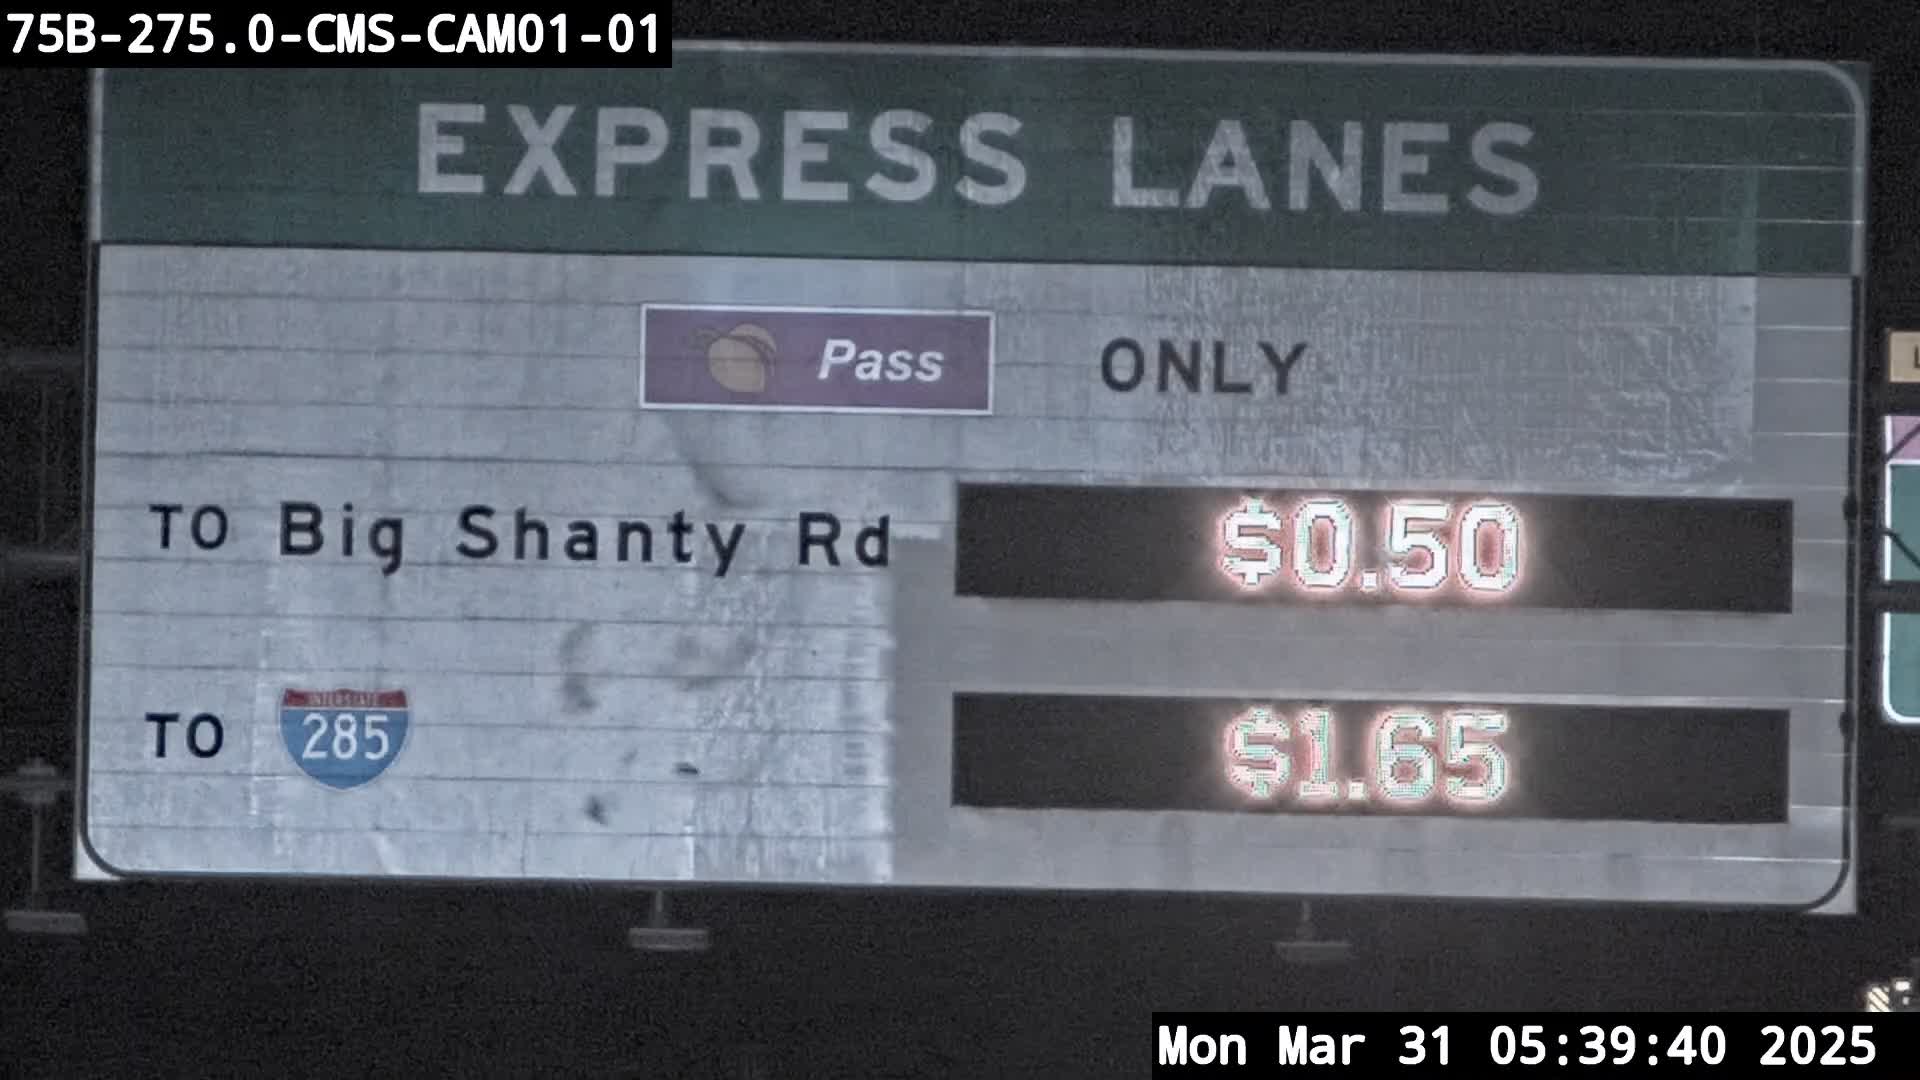 75B-275.0-CMS-CAM01-01
EXPRESS LANES
Pass ONLY
TO Big Shanty Rd $0.50
INTERSTATE
TO 285 $1.65
Mon Mar 31 05:39:40 2025